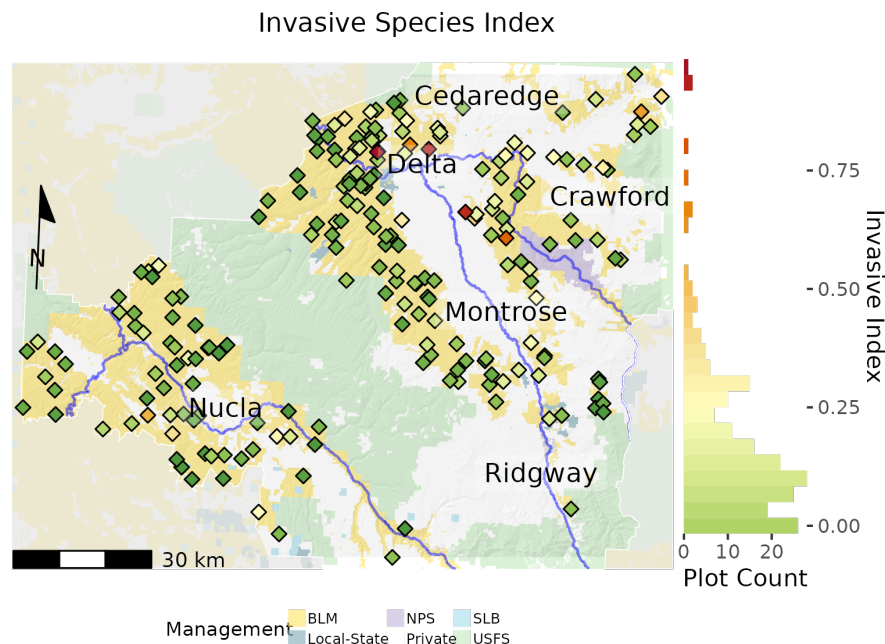 Invasive Species Index
Cedaredge
Delta
Crawford
N
Montrose
Nucla
Ridgway
30 km
0.75
0.50
0.25
0.00
Invasive Index
0 10 20
Plot Count
Management
BLM NPS SLB
Local-State Private USFS